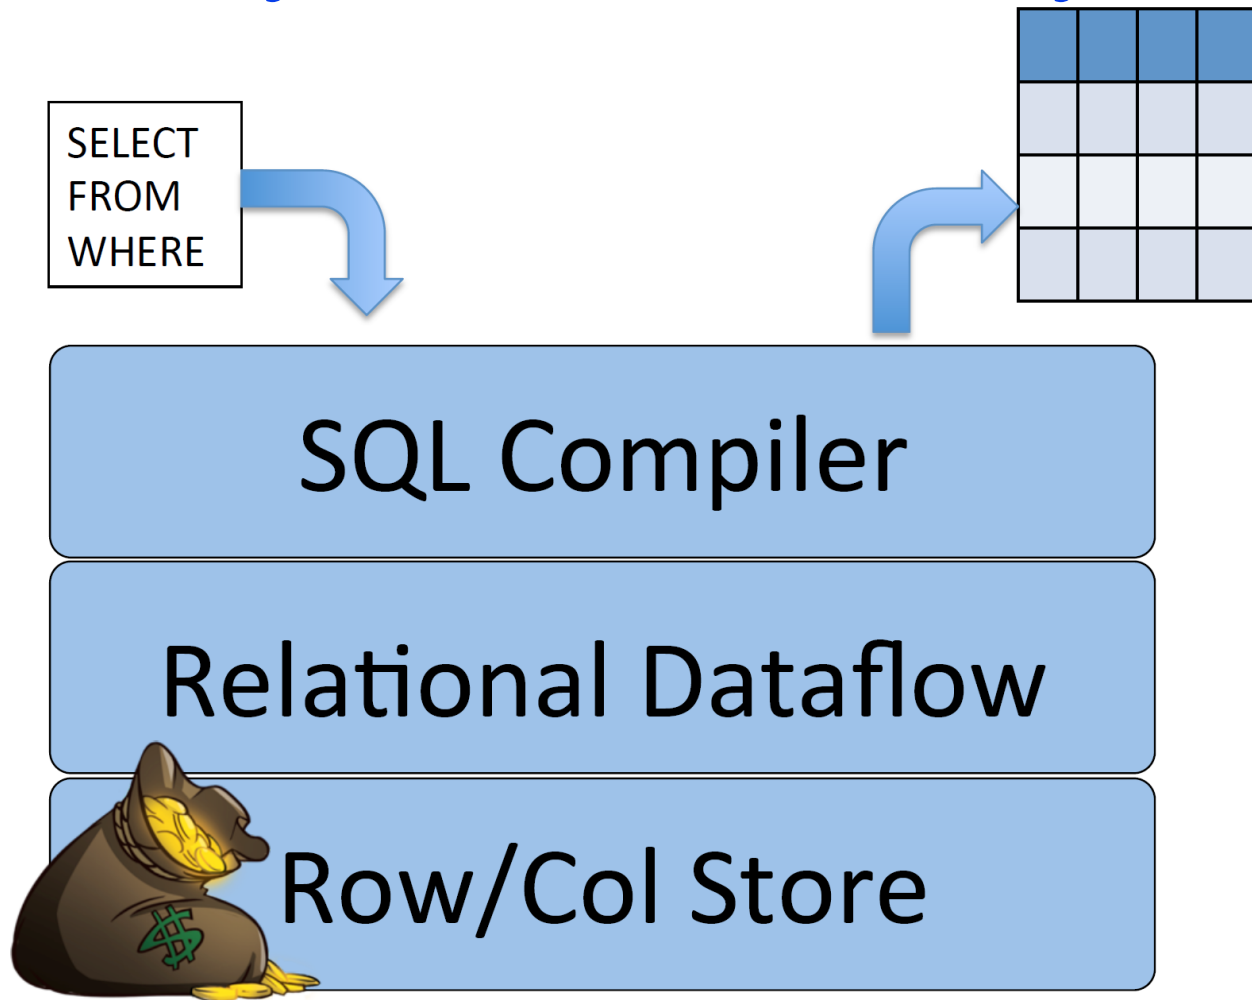 SELECT
FROM
WHERE
SQL Compiler
Relational Dataflow
Row/Col Store
$